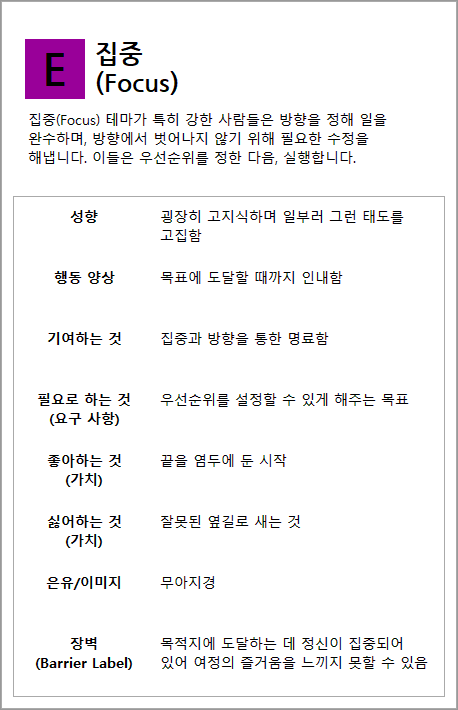 E
집중
(Focus)
집중(Focus) 테마가 특히 강한 사람들은 방향을 정해 일을
완수하며, 방향에서 벗어나지 않기 위해 필요한 수정을
해냅니다. 이들은 우선순위를 정한 다음, 실행합니다.
성향
굉장히 고지식하며 일부러 그런 태도를
고집함
행동 양상
목표에 도달할 때까지 인내함
기여하는 것
집중과 방향을 통한 명료함
필요로 하는 것
(요구 사항)
우선순위를 설정할 수 있게 해주는 목표
좋아하는 것
(가치)
끝을 염두에 둔 시작
싫어하는 것
(가치)
잘못된 옆길로 새는 것
은유/이미지
무아지경
장벽
(Barrier Label)
목적지에 도달하는 데 정신이 집중되어
있어 여정의 즐거움을 느끼지 못할 수 있음